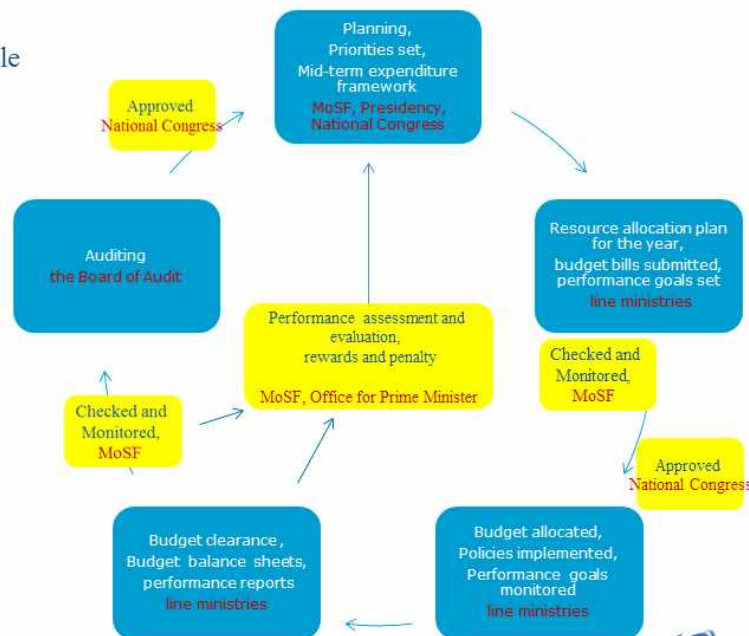 le
Planning,
Priorities set,
Mid-term expenditure
framework
MoSF, Presidency,
National Congress
Approved
National Congress
Resource allocation plan
for the year,
budget bills submitted,
performance goals set
line ministries
Auditing
the Board of Audit
Performance assessment and
evaluation,
rewards and penalty
MoSF, Office for Prime Minister
Checked and
Monitored,
MoSF
Checked and
Monitored,
MoSF
Approved
National Congress
Budget clearance ,
Budget balance sheets,
performance reports
line ministries
Budget allocated,
Policies implemented,
Performance goals
monitored
line ministries